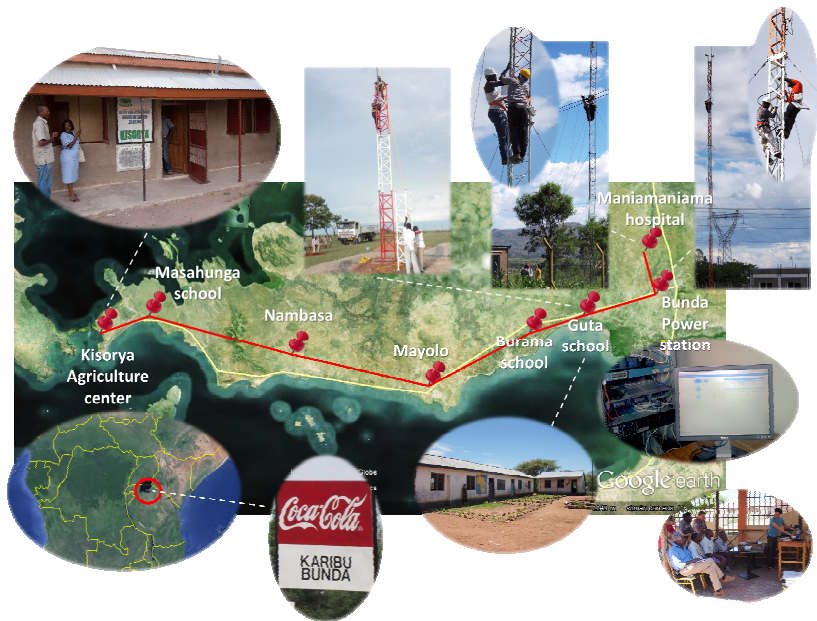 KISORYA
Maniamaniama
hospital
Masahunga
school
Nambasa
Mayolo
Burama
school
Guta
school
Bunda
Power
station
Kisorya
Agriculture
center
Google earth
Coca-Cola
KARIBU
BUNDA